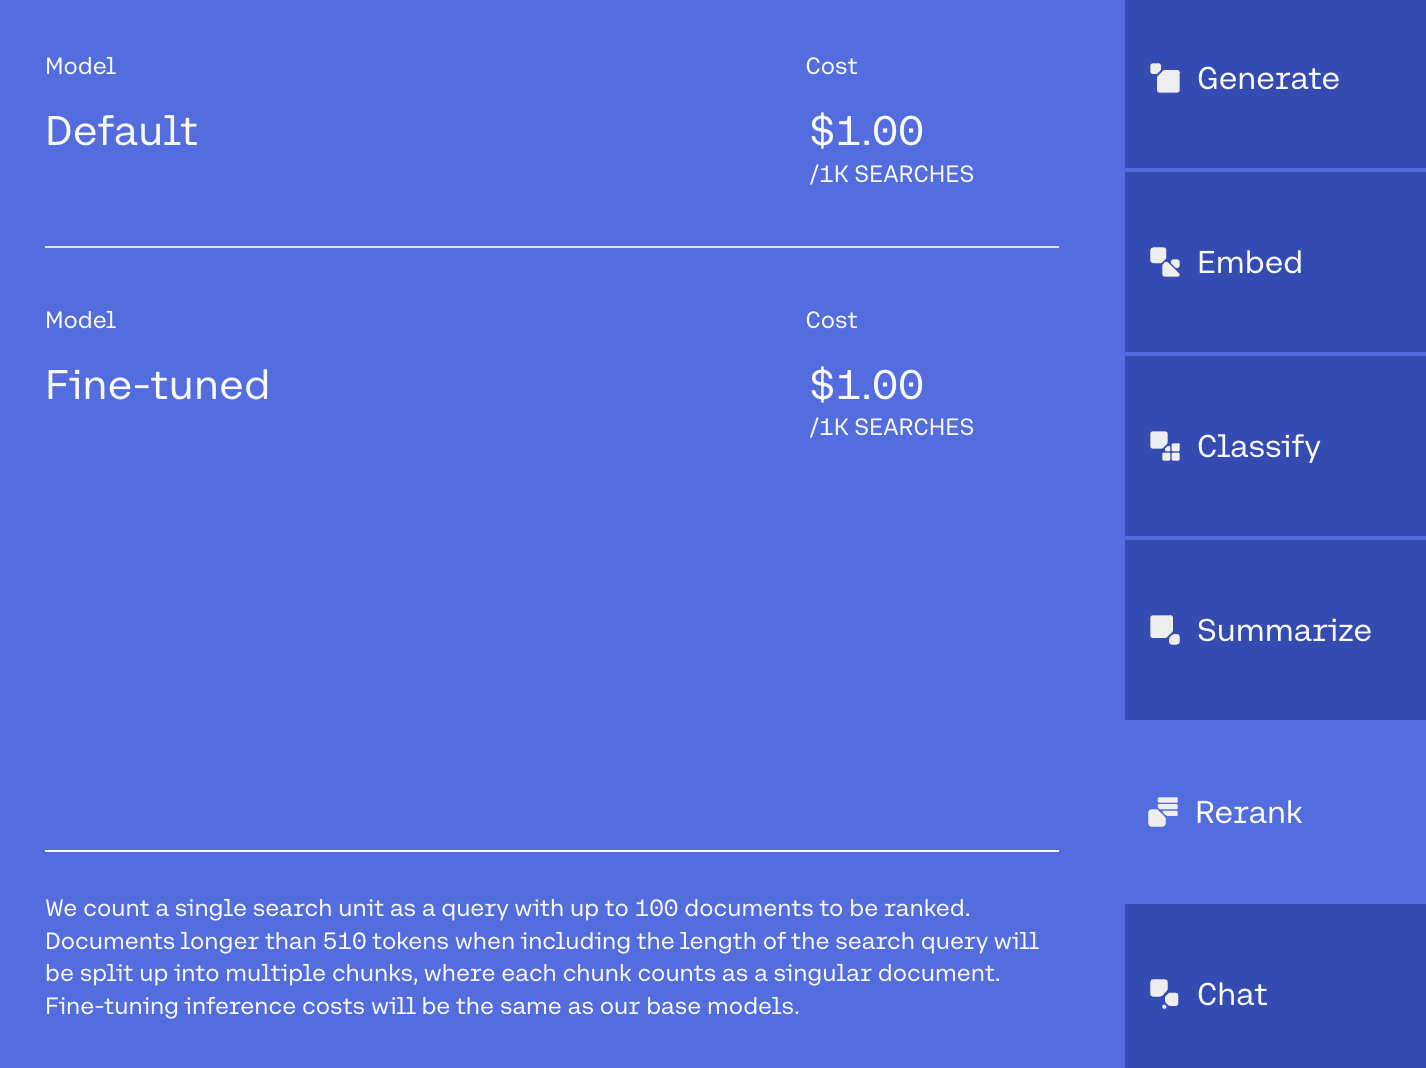 Model
Cost
Default
$1.00
/1K SEARCHES
Model
Cost
Fine-tuned
$1.00
/1K SEARCHES
We count a single search unit as a query with up to 100 documents to be ranked.
Documents longer than 510 tokens when including the length of the search query will
be split up into multiple chunks, where each chunk counts as a singular document.
Fine-tuning inference costs will be the same as our base models.
Generate
Embed
Classify
Summarize
Rerank
Chat